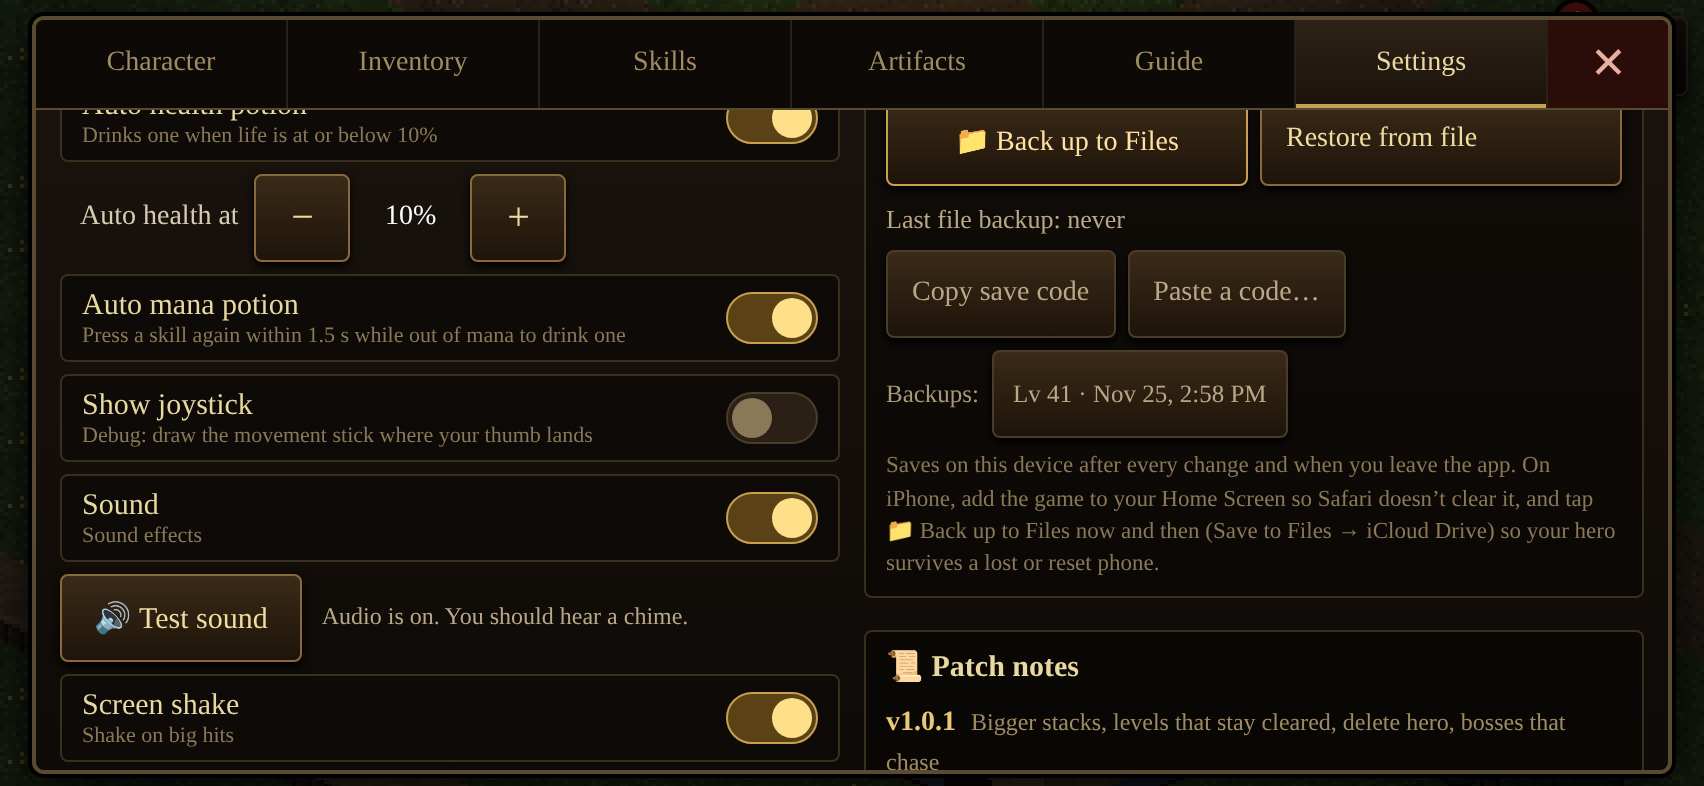 Character
Inventory
Skills
Artifacts
Guide
Settings
✕
Auto health potion
Drinks one when life is at or below 10%
Auto health at
−
10%
+
Auto mana potion
Press a skill again within 1.5 s while out of mana to drink one
Show joystick
Debug: draw the movement stick where your thumb lands
Sound
Sound effects
🔊 Test sound
Audio is on. You should hear a chime.
Screen shake
Shake on big hits
📁 Back up to Files
Restore from file
Last file backup: never
Copy save code
Paste a code…
Backups:
Lv 41 · Nov 25, 2:58 PM
Saves on this device after every change and when you leave the app. On
iPhone, add the game to your Home Screen so Safari doesn’t clear it, and tap
📁 Back up to Files now and then (Save to Files → iCloud Drive) so your hero
survives a lost or reset phone.
📜 Patch notes
v1.0.1 Bigger stacks, levels that stay cleared, delete hero, bosses that
chase